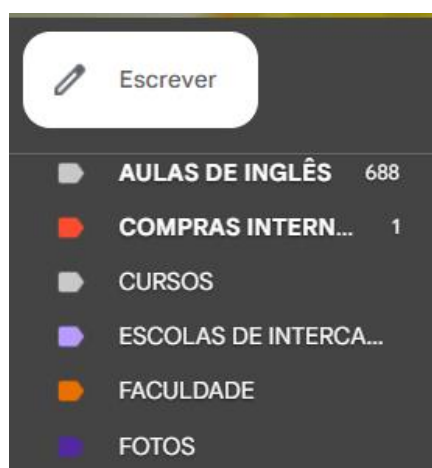 Escrever
AULAS DE INGLÊS 688
COMPRAS INTERN... 1
CURSOS
ESCOLAS DE INTERCA...
FACULDADE
FOTOS